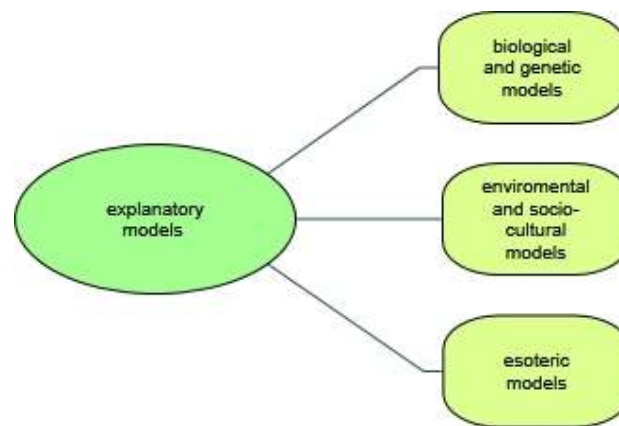 biological
and genetic
models
explanatory
models
enviromental
and socio-
cultural
models
esoteric
models